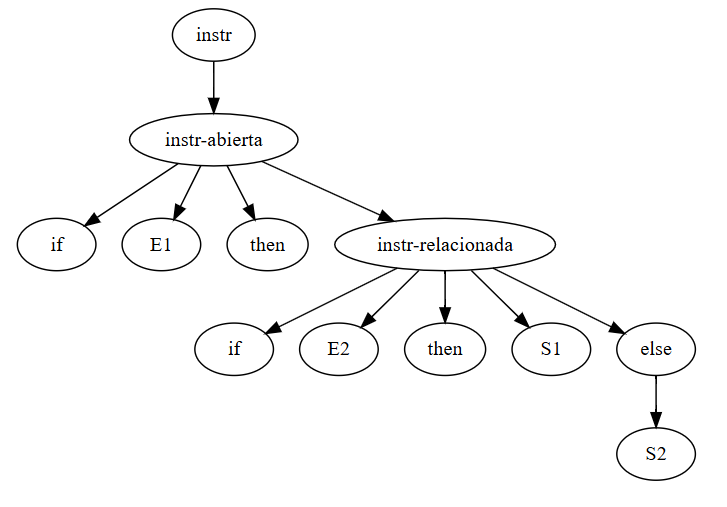 instr
instr-abierta
if E1 then instr-relacionada
if E2 then S1 else
S2